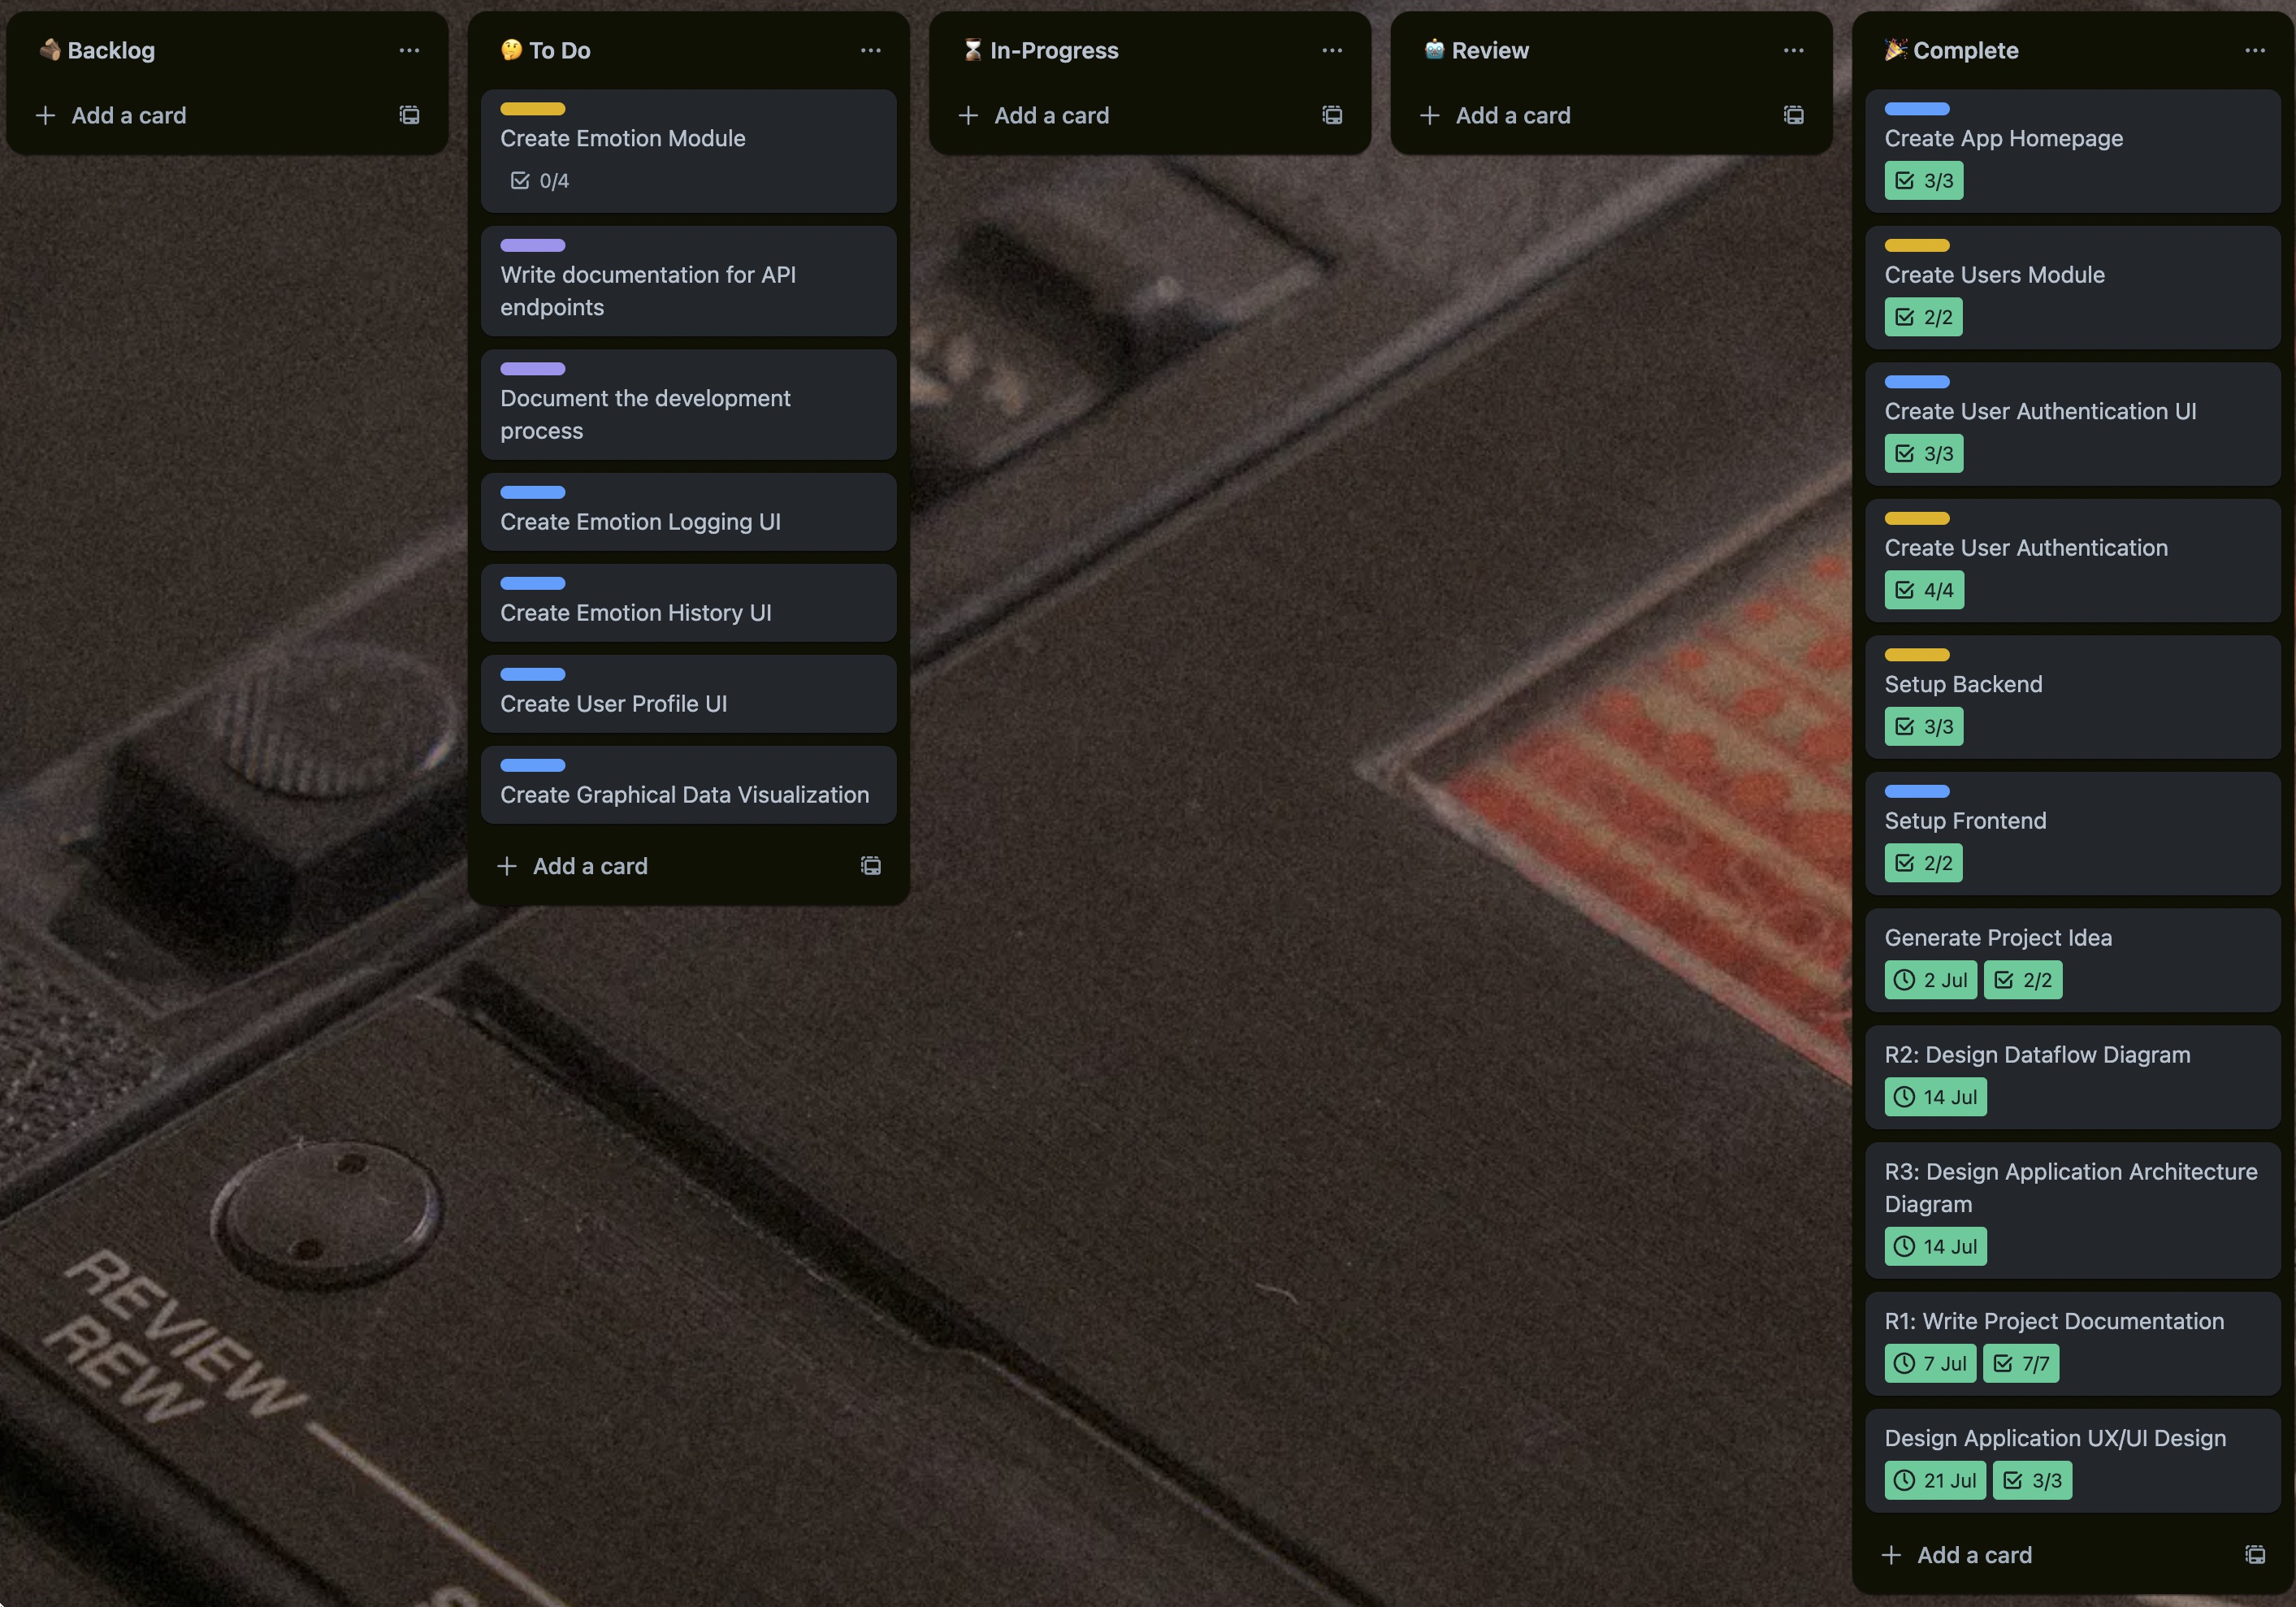 Backlog
Add a card
To Do
Create Emotion Module
0/4
Write documentation for API
endpoints
Document the development
process
Create Emotion Logging UI
Create Emotion History UI
Create User Profile UI
Create Graphical Data Visualization
Add a card
In-Progress
Add a card
Review
Add a card
Complete
Create App Homepage
3/3
Create Users Module
2/2
Create User Authentication UI
3/3
Create User Authentication
4/4
Setup Backend
3/3
Setup Frontend
2/2
Generate Project Idea
2 Jul 2/2
R2: Design Dataflow Diagram
14 Jul
R3: Design Application Architecture
Diagram
14 Jul
R1: Write Project Documentation
7 Jul 7/7
Design Application UX/UI Design
21 Jul 3/3
Add a card
REVIEW
REW